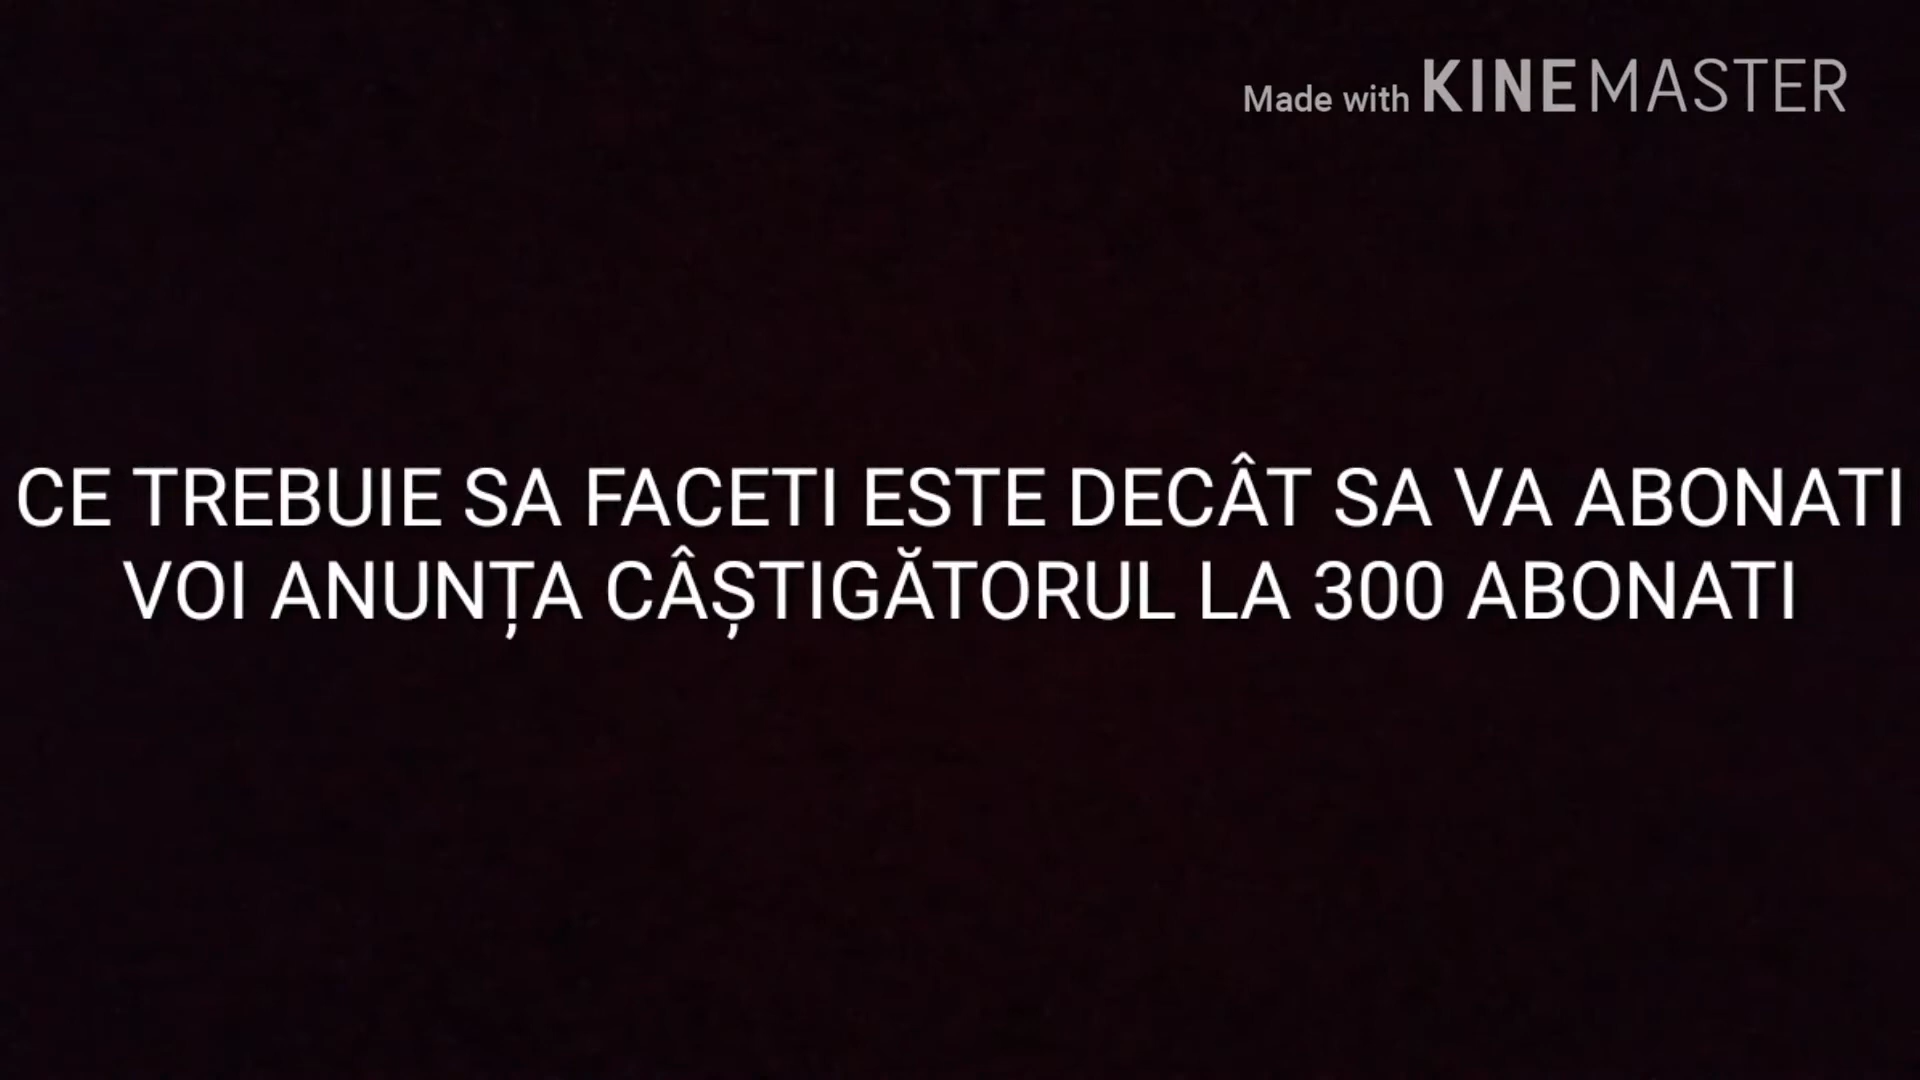 Made with KINEMASTER
CE TREBUIE SA FACETI ESTE DECÂT SA VA ABONATI
VOI ANUNȚA CÂȘTIGĂTORUL LA 300 ABONATI